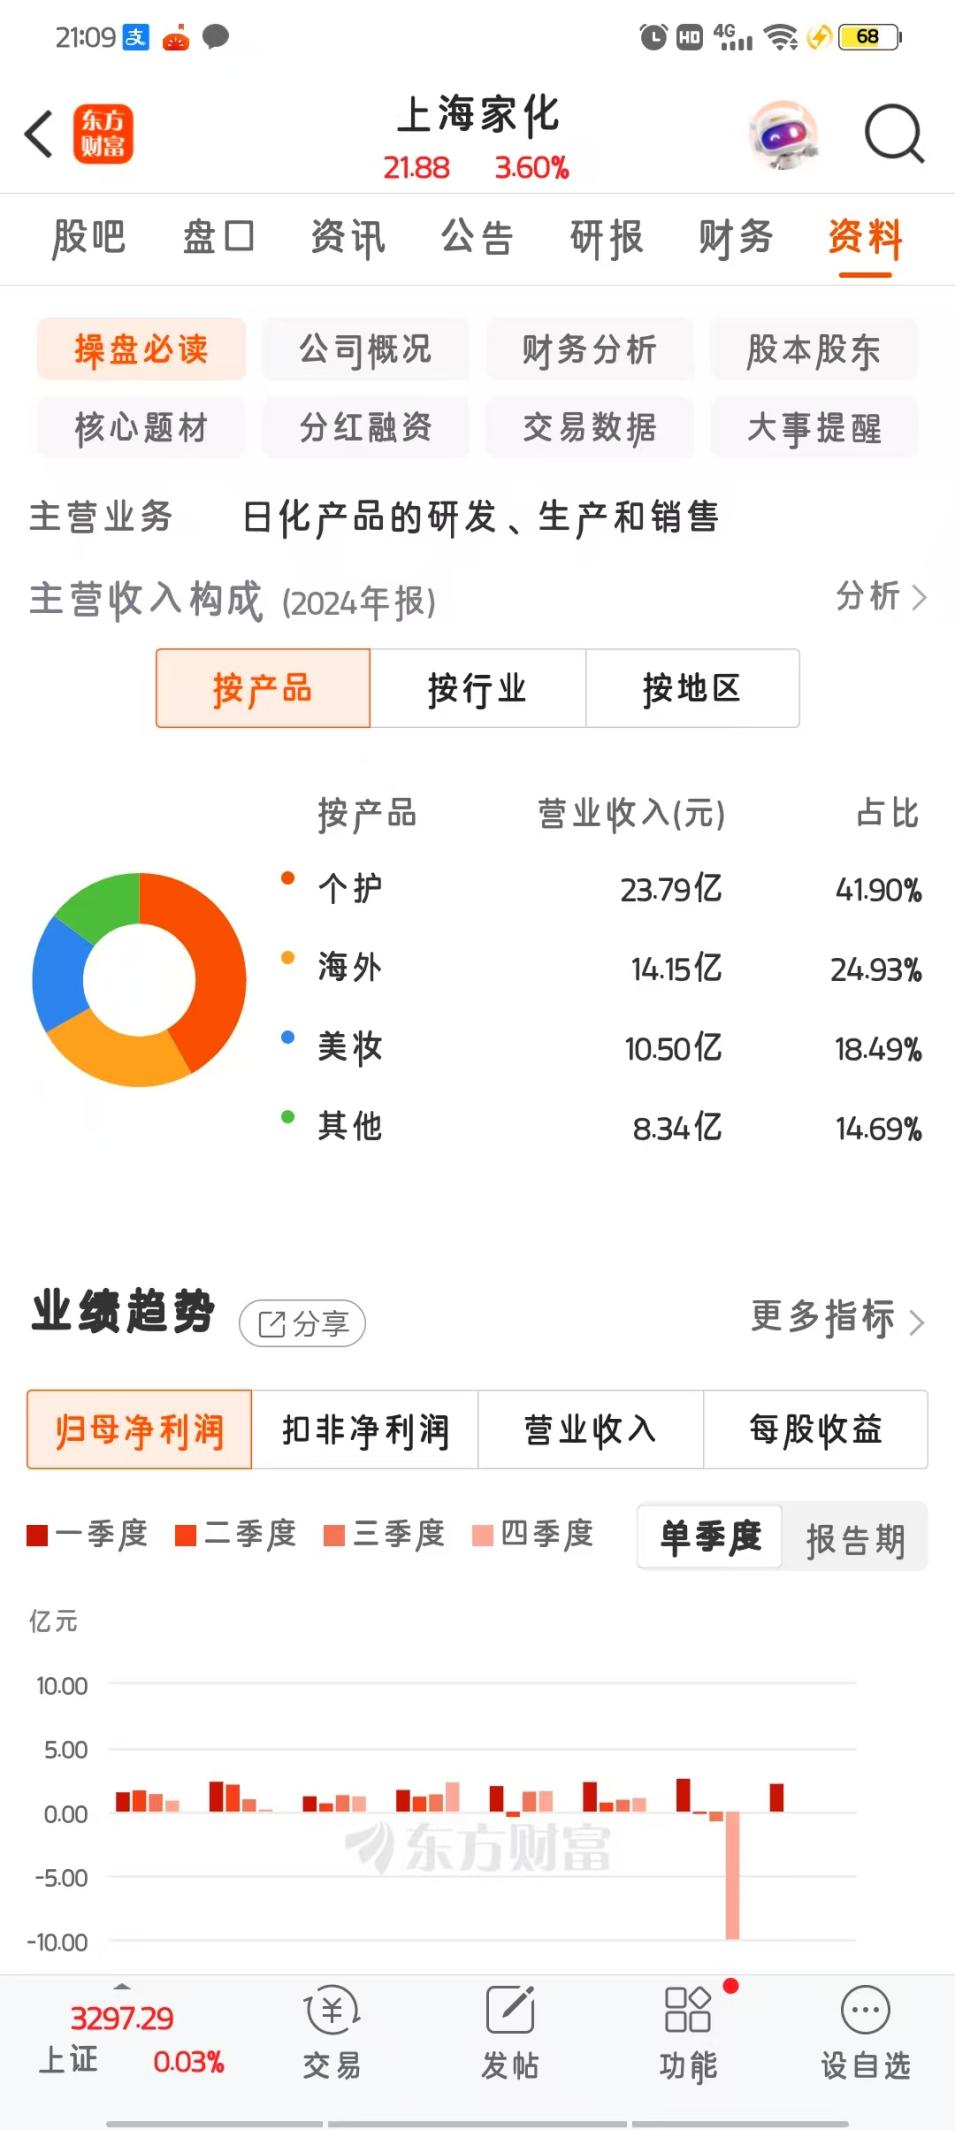 21:09 支 HD 4G 68
东方财富
上海家化
21.88 3.60%
股吧 盘口 资讯 公告 研报 财务 资料
操盘必读 公司概况 财务分析 股本股东
核心题材 分红融资 交易数据 大事提醒
主营业务 日化产品的研发、生产和销售
主营收入构成 (2024年报) 分析
按产品 按行业 按地区
按产品 营业收入(元) 占比
个护 23.79亿 41.90%
海外 14.15亿 24.93%
美妆 10.50亿 18.49%
其他 8.34亿 14.69%
业绩趋势 分享 更多指标
归母净利润 扣非净利润 营业收入 每股收益
一季度 二季度 三季度 四季度 单季度 报告期
亿元
10.00
5.00
0.00
东方财富
-5.00
-10.00
3297.29
上证 0.03% 交易 发帖 功能 设自选